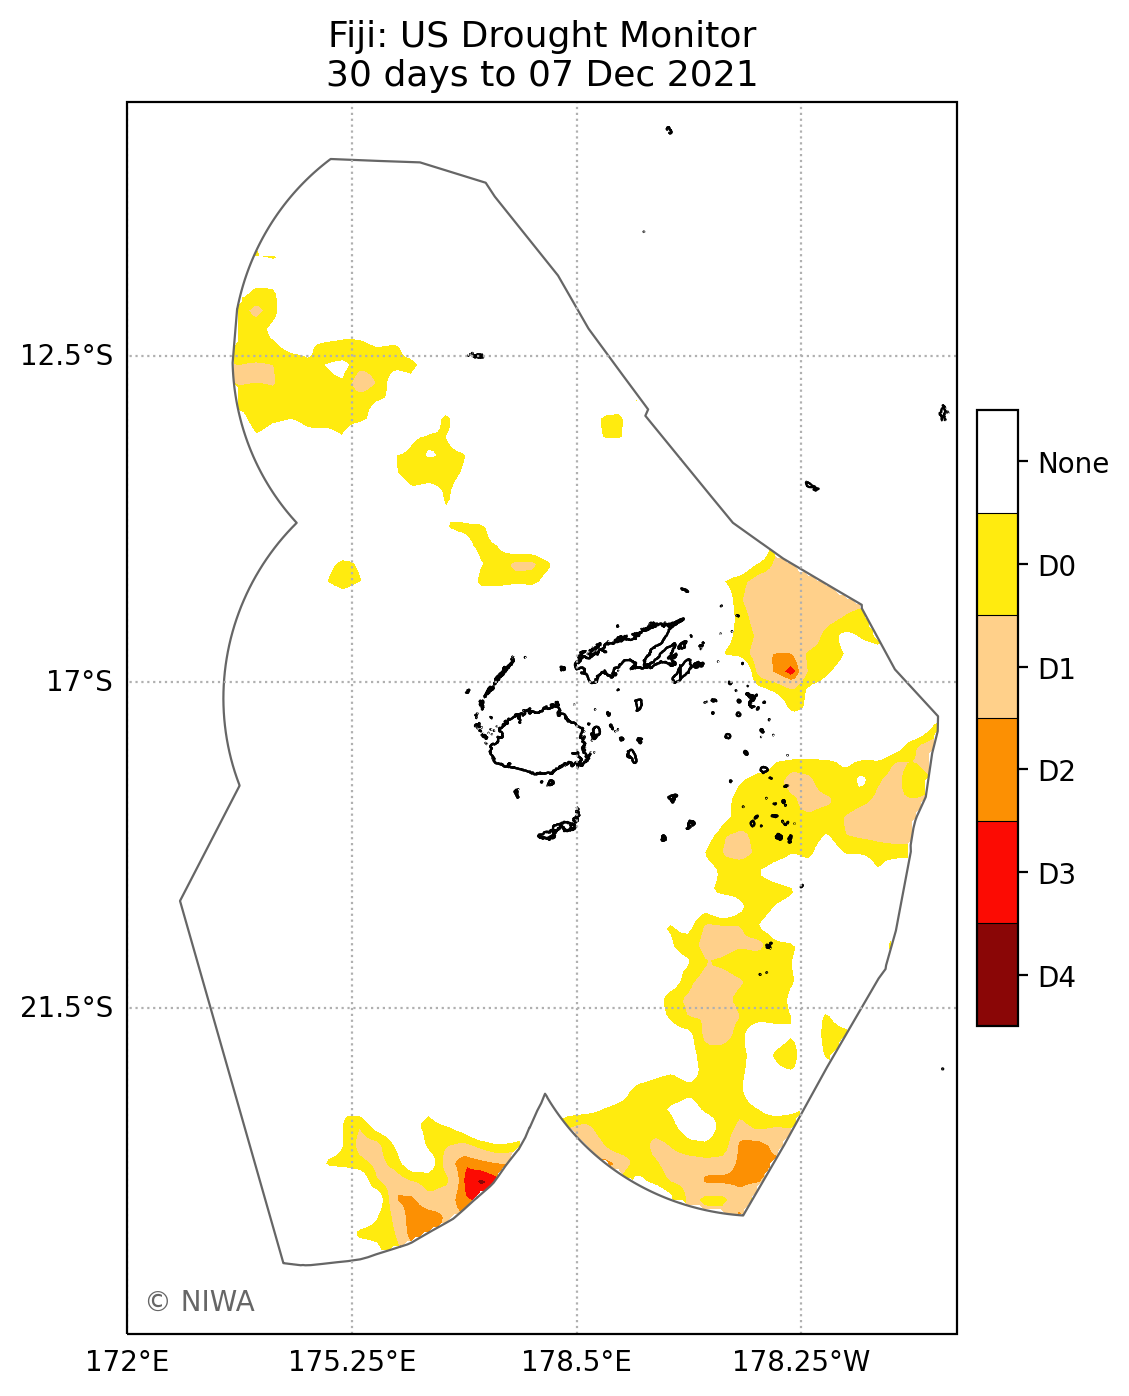 Fiji: US Drought Monitor
30 days to 07 Dec 2021
12.5°S
17°S
21.5°S
172°E
175.25°E
178.5°E
178.25°W
None
D0
D1
D2
D3
D4
© NIWA